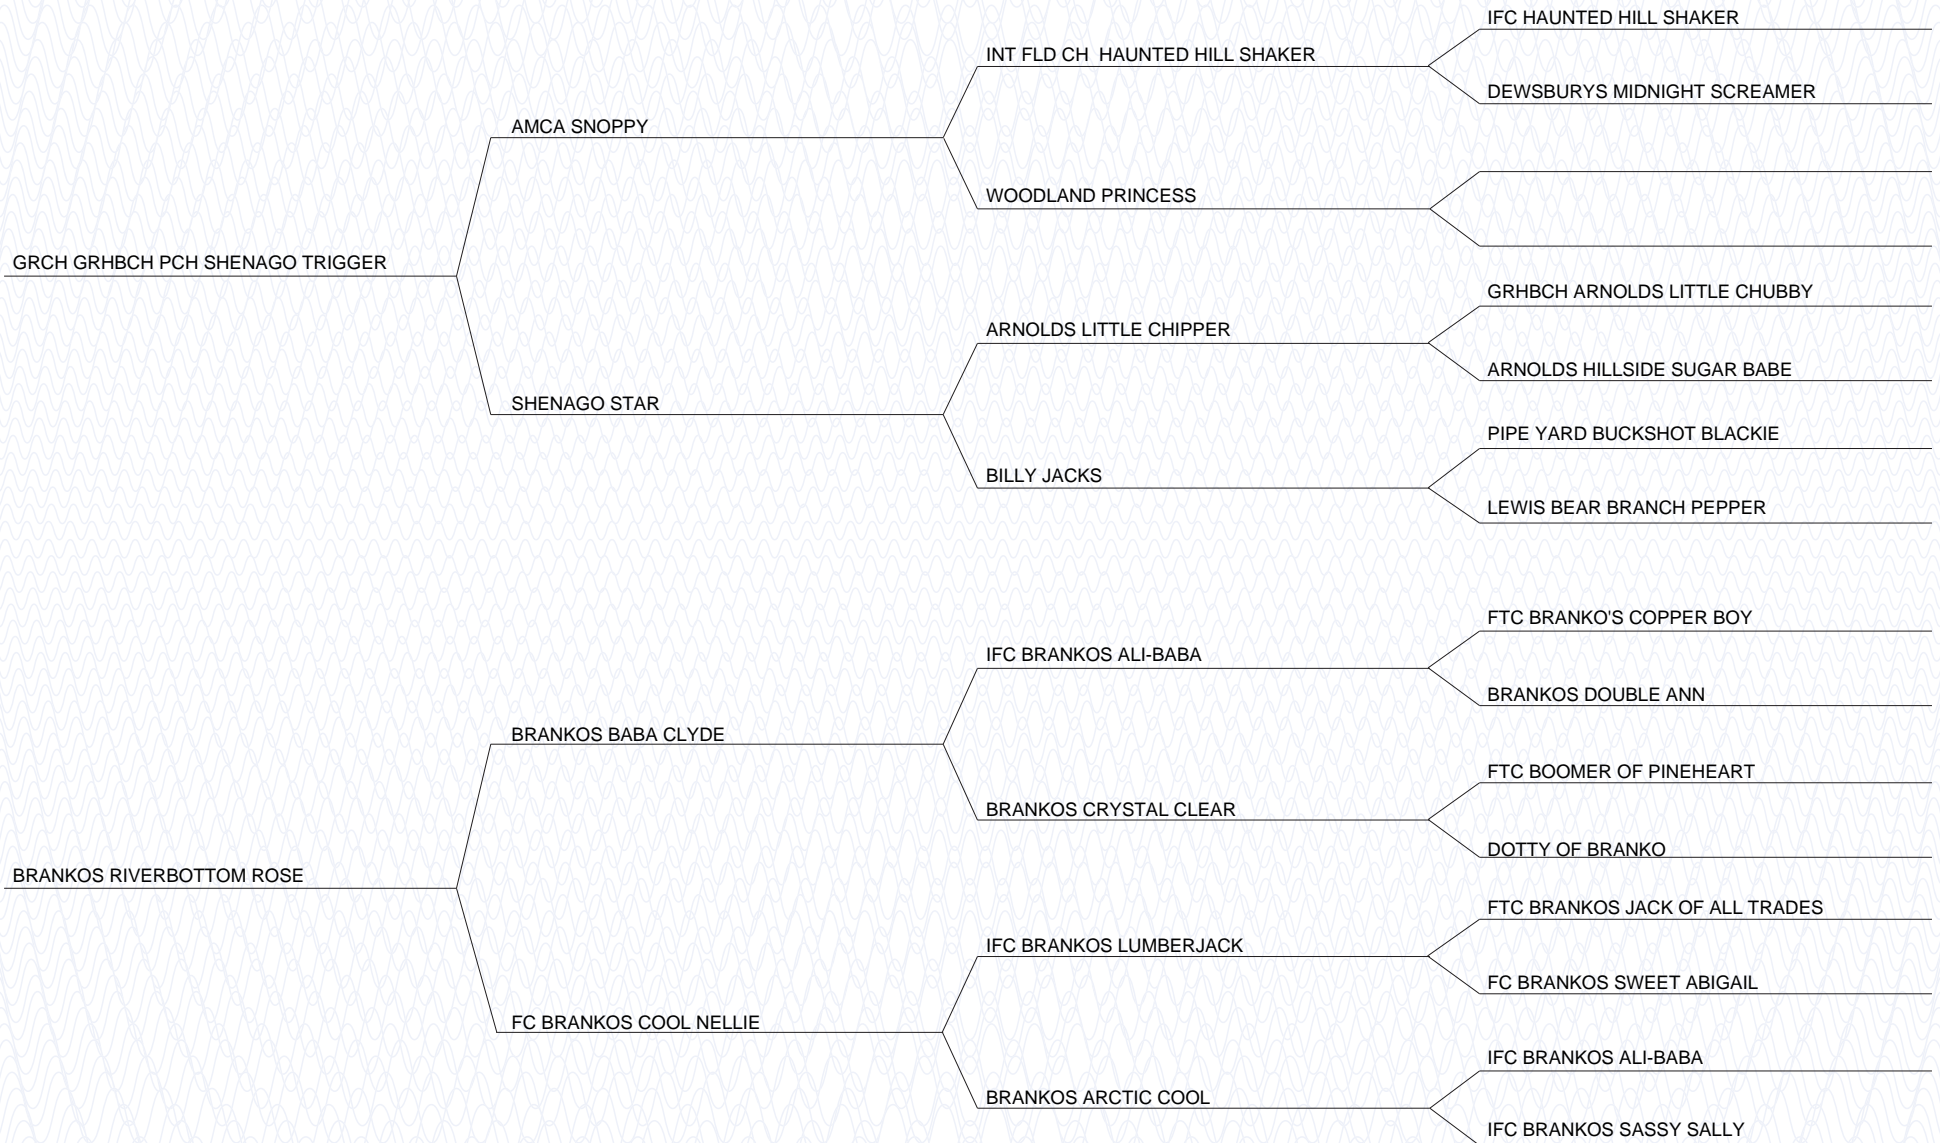 IFC HAUNTED HILL SHAKER
INT FLD CH  HAUNTED HILL SHAKER
DEWSBURYS MIDNIGHT SCREAMER
AMCA SNOPPY
WOODLAND PRINCESS
GRCH GRHBCH PCH SHENAGO TRIGGER
GRHBCH ARNOLDS LITTLE CHUBBY
ARNOLDS LITTLE CHIPPER
ARNOLDS HILLSIDE SUGAR BABE
SHENAGO STAR
PIPE YARD BUCKSHOT BLACKIE
BILLY JACKS
LEWIS BEAR BRANCH PEPPER
FTC BRANKO'S COPPER BOY
IFC BRANKOS ALI-BABA
BRANKOS DOUBLE ANN
BRANKOS BABA CLYDE
FTC BOOMER OF PINEHEART
BRANKOS CRYSTAL CLEAR
DOTTY OF BRANKO
BRANKOS RIVERBOTTOM ROSE
FTC BRANKOS JACK OF ALL TRADES
IFC BRANKOS LUMBERJACK
FC BRANKOS SWEET ABIGAIL
FC BRANKOS COOL NELLIE
IFC BRANKOS ALI-BABA
BRANKOS ARCTIC COOL
IFC BRANKOS SASSY SALLY